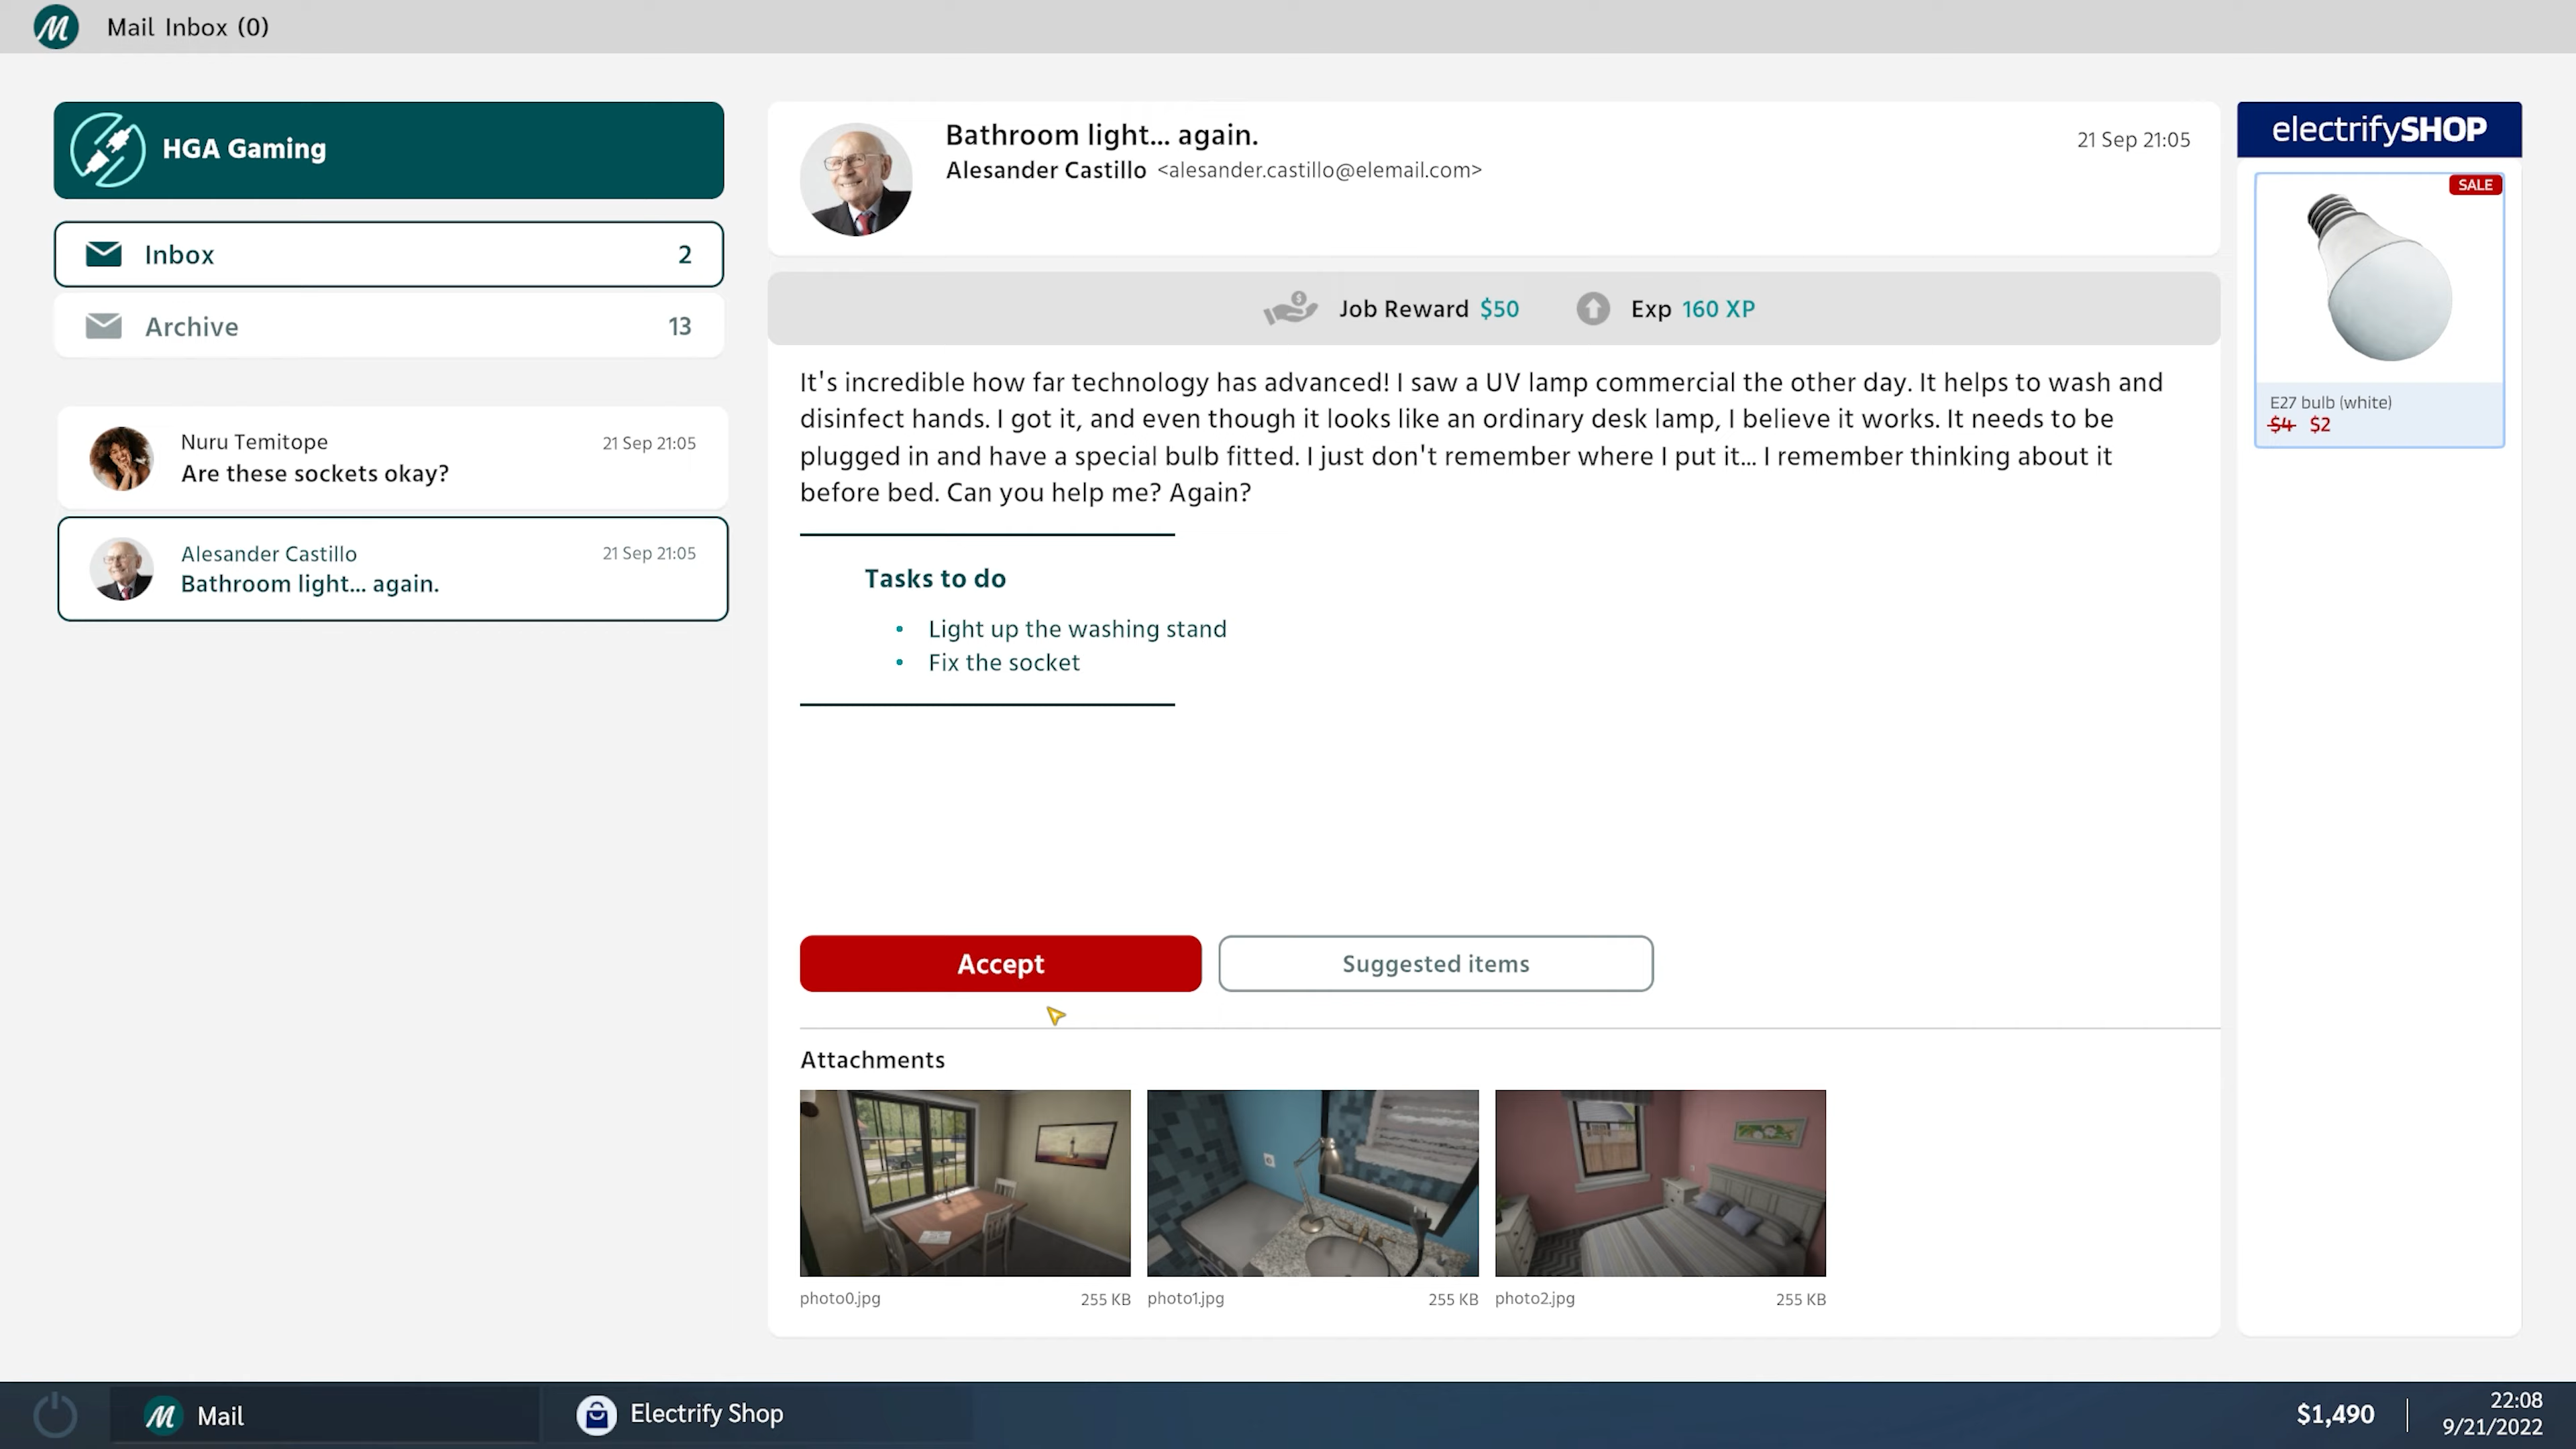 M Mail Inbox (0)
HGA Gaming
Inbox 2
Archive 13
Nuru Temitope 21 Sep 21:05
Are these sockets okay?
Alesander Castillo 21 Sep 21:05
Bathroom light... again.
Bathroom light... again. 21 Sep 21:05
Alesander Castillo <alesander.castillo@elemail.com>
Job Reward $50 Exp 160 XP
It's incredible how far technology has advanced! I saw a UV lamp commercial the other day. It helps to wash and
disinfect hands. I got it, and even though it looks like an ordinary desk lamp, I believe it works. It needs to be
plugged in and have a special bulb fitted. I just don't remember where I put it... I remember thinking about it
before bed. Can you help me? Again?
Tasks to do
• Light up the washing stand
• Fix the socket
Accept Suggested items
Attachments
photo0.jpg 255 KB photo1.jpg 255 KB photo2.jpg 255 KB
electrifySHOP
SALE
E27 bulb (white)
$4 $2
M Mail Electrify Shop $1,490 22:08
9/21/2022